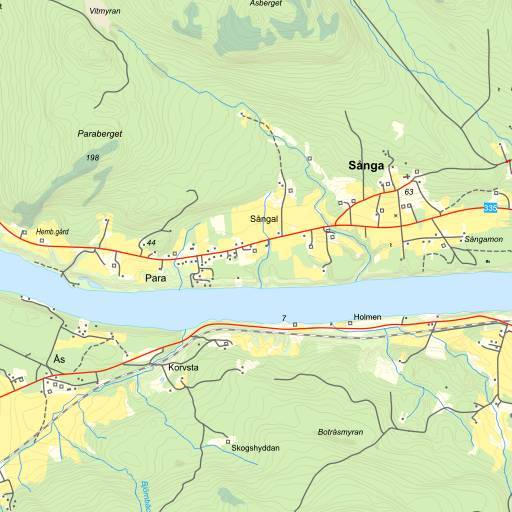 Åsberget
Vitmyran
Paraberget
198
Sånga
63
335
Sångal
Hemb.gård
44
Sångamon
Para
7
Holmen
Ås
Korvsta
Botråsmyran
Skogshyddan